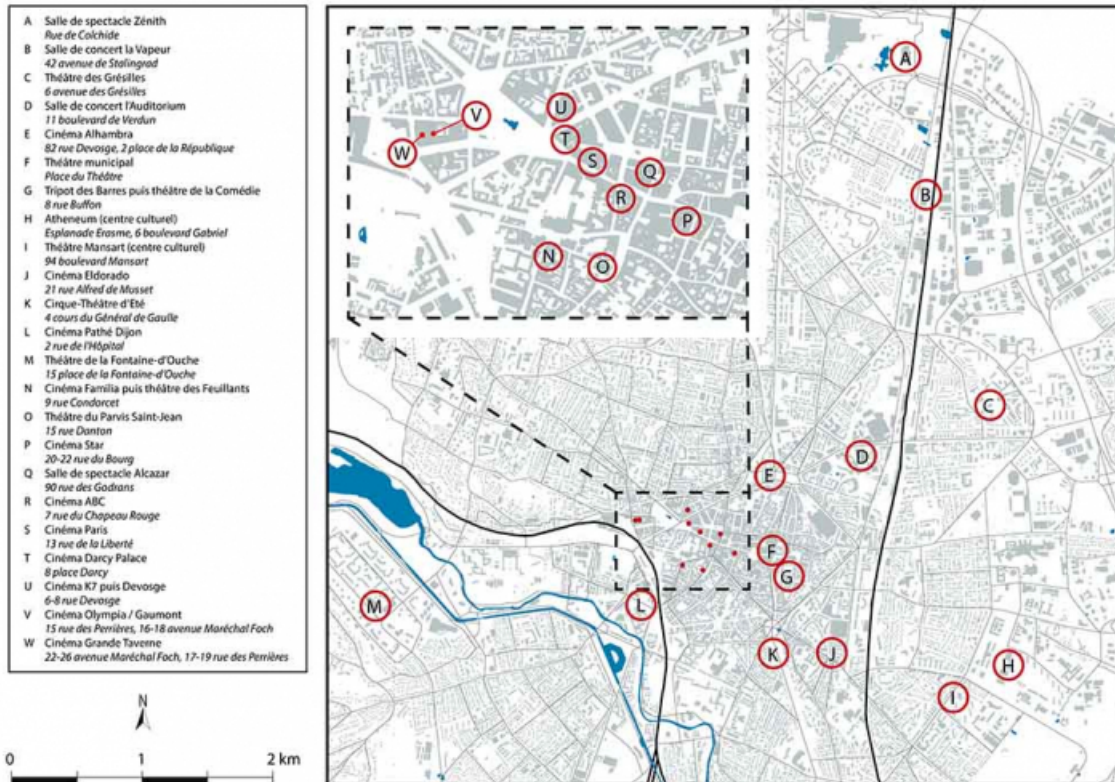 A Salle de spectacle Zénith
Rue de Colchide
B Salle de concert la Vapeur
42 avenue de Stalingrad
C Théâtre des Grésilles
6 avenue des Grésilles
D Salle de concert l'Auditorium
11 boulevard de Verdun
E Cinéma Alhambra
82 rue Devosge, 2 place de la République
F Théâtre municipal
Place du Théâtre
G Tripot des Barres puis théâtre de la Comédie
8 rue Buffon
H Atheneum (centre culturel)
Esplanade Erasme, 6 boulevard Gabriel
I Théâtre Mansart (centre culturel)
94 boulevard Mansart
J Cinéma Eldorado
21 rue Alfred de Musset
K Cirque-Théâtre d'Eté
4 cours du Général de Gaulle
L Cinéma Pathé Dijon
2 rue de l'Hôpital
M Théâtre de la Fontaine-d'Ouche
15 place de la Fontaine-d'Ouche
N Cinéma Familia puis théâtre des Feuillants
9 rue Condorcet
O Théâtre du Parvis Saint-Jean
15 rue Danton
P Cinéma Star
20-22 rue du Bourg
Q Salle de spectacle Alcazar
90 rue des Godrans
R Cinéma ABC
7 rue du Chapeau Rouge
S Cinéma Paris
13 rue de la Liberté
T Cinéma Darcy Palace
8 place Darcy
U Cinéma K7 puis Devosge
6-8 rue Devosge
V Cinéma Olympia / Gaumont
15 rue des Perrières, 16-18 avenue Maréchal Foch
W Cinéma Grande Taverne
22-26 avenue Maréchal Foch, 17-19 rue des Perrières
N
0 1 2 km
A
U
V
T
W
S
Q
B
R
P
N
O
C
D
E
F
G
M
L
K
J
H
I